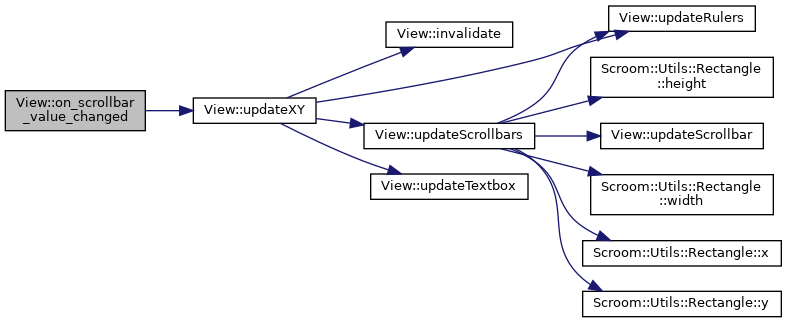 View::on_scrollbar
_value_changed
View::updateXY
View::invalidate
View::updateScrollbars
View::updateTextbox
View::updateRulers
Scroom::Utils::Rectangle
::height
View::updateScrollbar
Scroom::Utils::Rectangle
::width
Scroom::Utils::Rectangle::x
Scroom::Utils::Rectangle::y